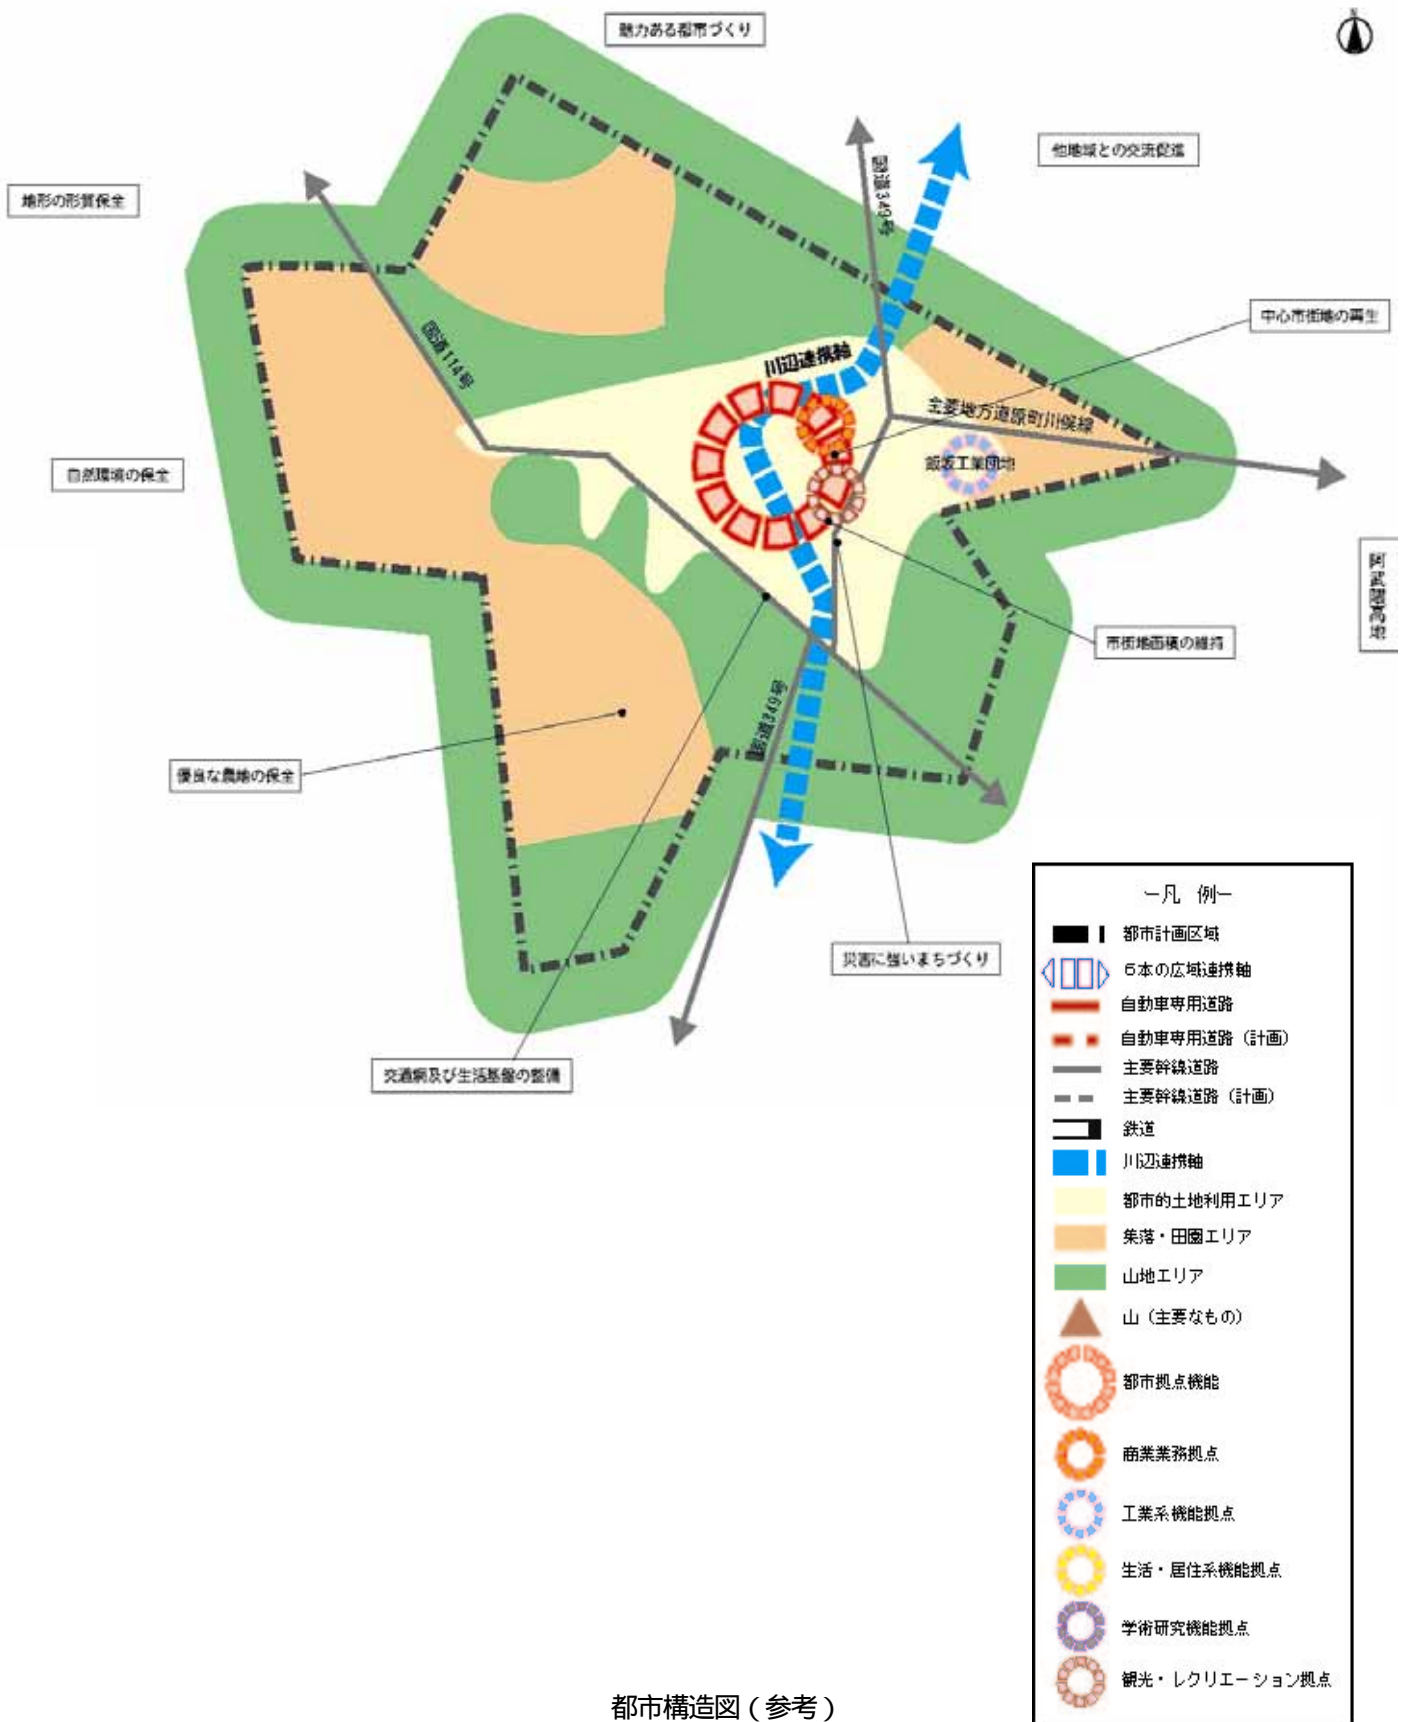 魅力ある都市づくり
N
他地域との交流促進
国道349号
地形の形質保全
中心市街地の再生
国道114号
川辺連携軸
主要地方道原町川俣線
飯坂工業団地
自然環境の保全
阿武隈高地
市街地面積の維持
国道349号
優良な農地の保全
災害に強いまちづくり
交通網及び生活基盤の整備
ー凡 例ー
都市計画区域
6本の広域連携軸
自動車専用道路
自動車専用道路（計画）
主要幹線道路
主要幹線道路（計画）
鉄道
川辺連携軸
都市的土地利用エリア
集落・田園エリア
山地エリア
山（主要なもの）
都市拠点機能
商業業務拠点
工業系機能拠点
生活・居住系機能拠点
学術研究機能拠点
観光・レクリエーション拠点
都市構造図（参考）